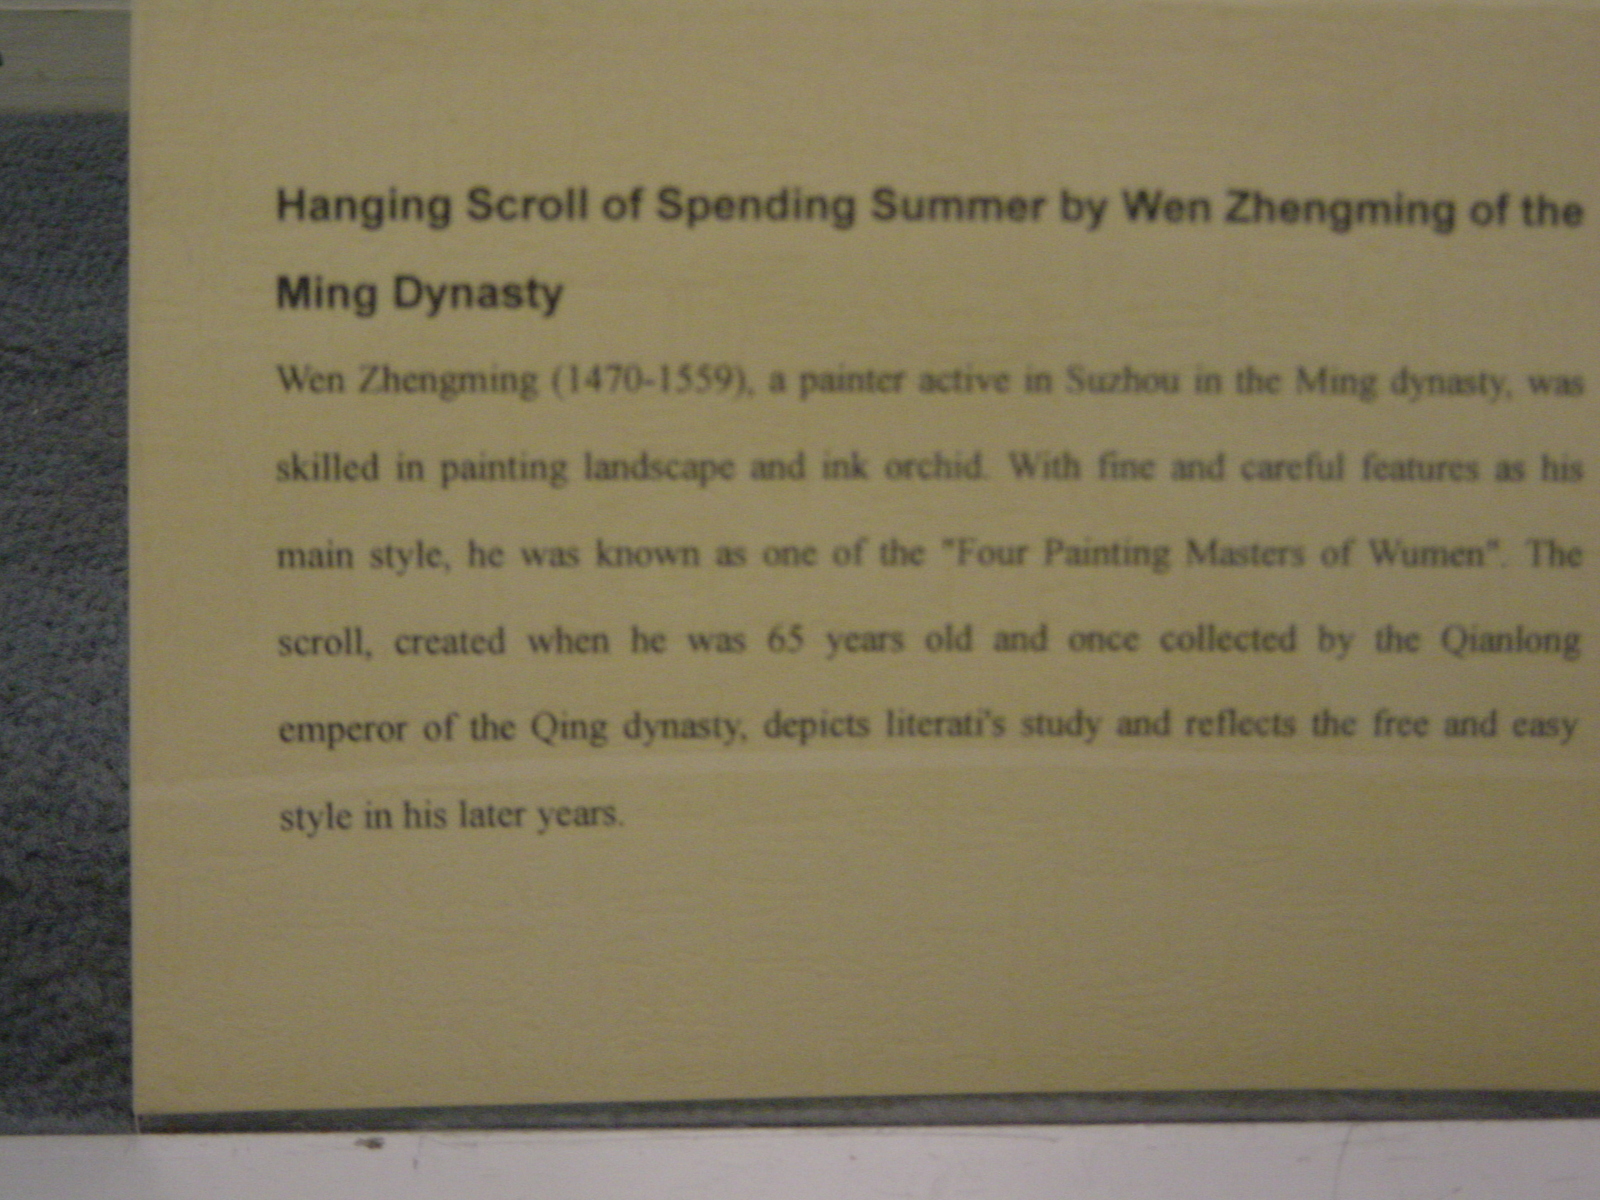 Hanging Scroll of Spending Summer by Wen Zhengming of the
Ming Dynasty
Wen Zhengming (1470-1559), a painter active in Suzhou in the Ming dynasty, was
skilled in painting landscape and ink orchid. With fine and careful features as his
main style, he was known as one of the "Four Painting Masters of Wumen". The
scroll, created when he was 65 years old and once collected by the Qianlong
emperor of the Qing dynasty, depicts literati's study and reflects the free and easy
style in his later years.